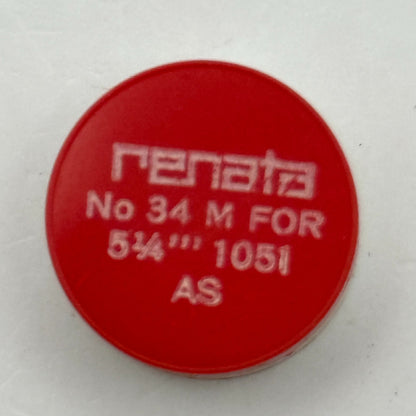 renata
No 34 M FOR
5¼''' 1051
AS